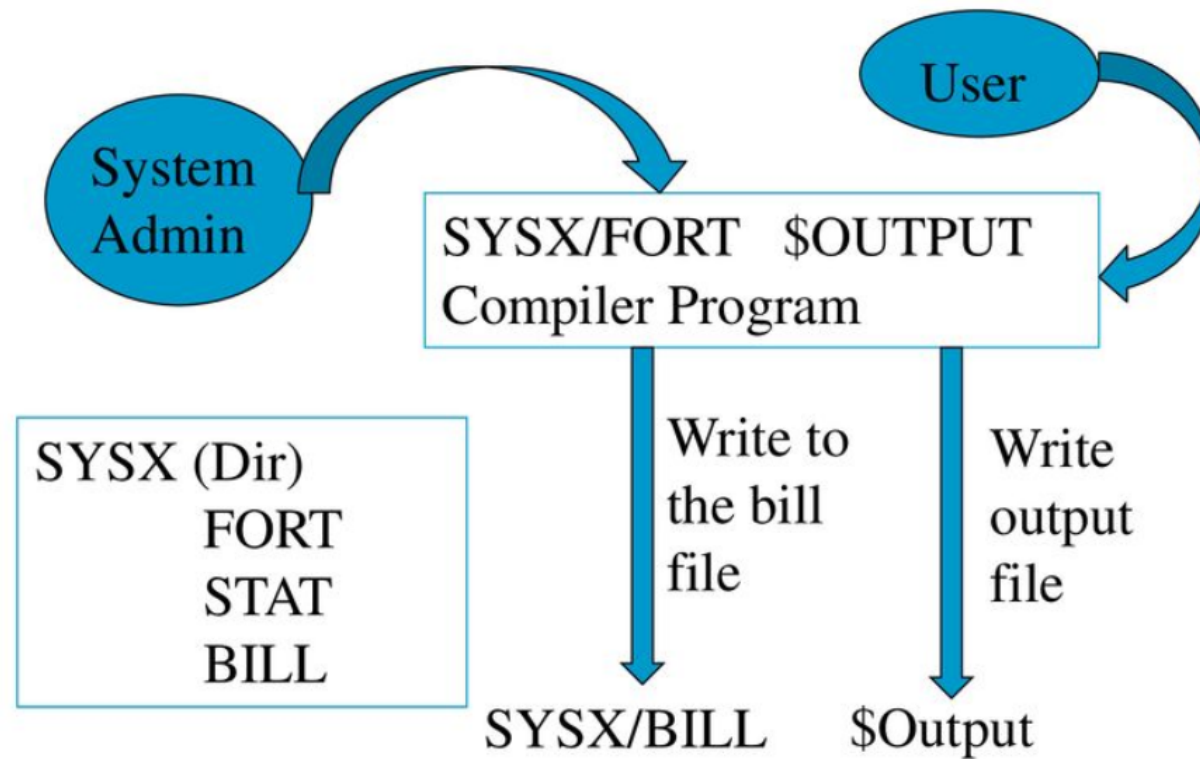 System
Admin
User
SYSX/FORT $OUTPUT
Compiler Program
SYSX (Dir)
FORT
STAT
BILL
Write to
the bill
file
Write
output
file
SYSX/BILL
$Output